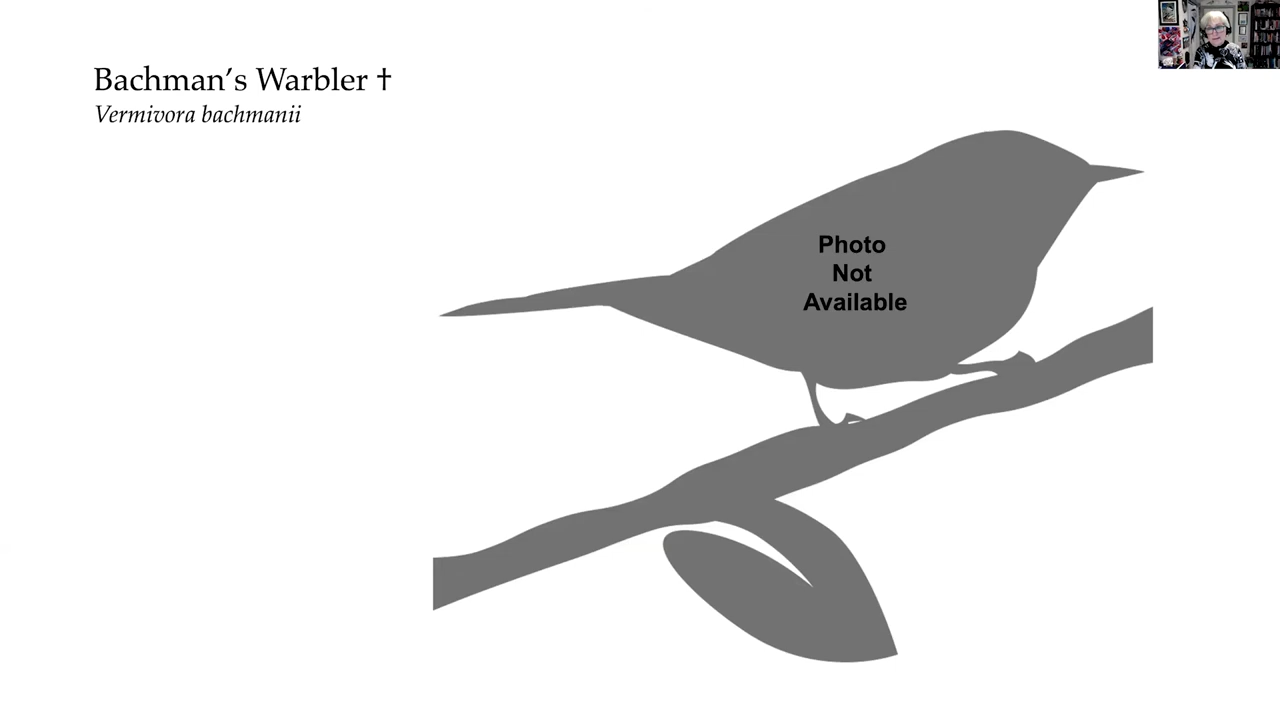 Bachman’s Warbler †
Vermivora bachmanii
Photo
Not
Available